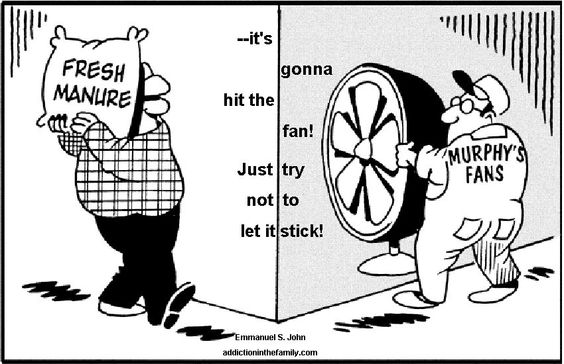 FRESH
MANURE
--it's
gonna
hit the
fan!
Just try
not to
let it stick!
MURPHY'S
FANS
Emmanuel S. John
addictioninthefamily.com